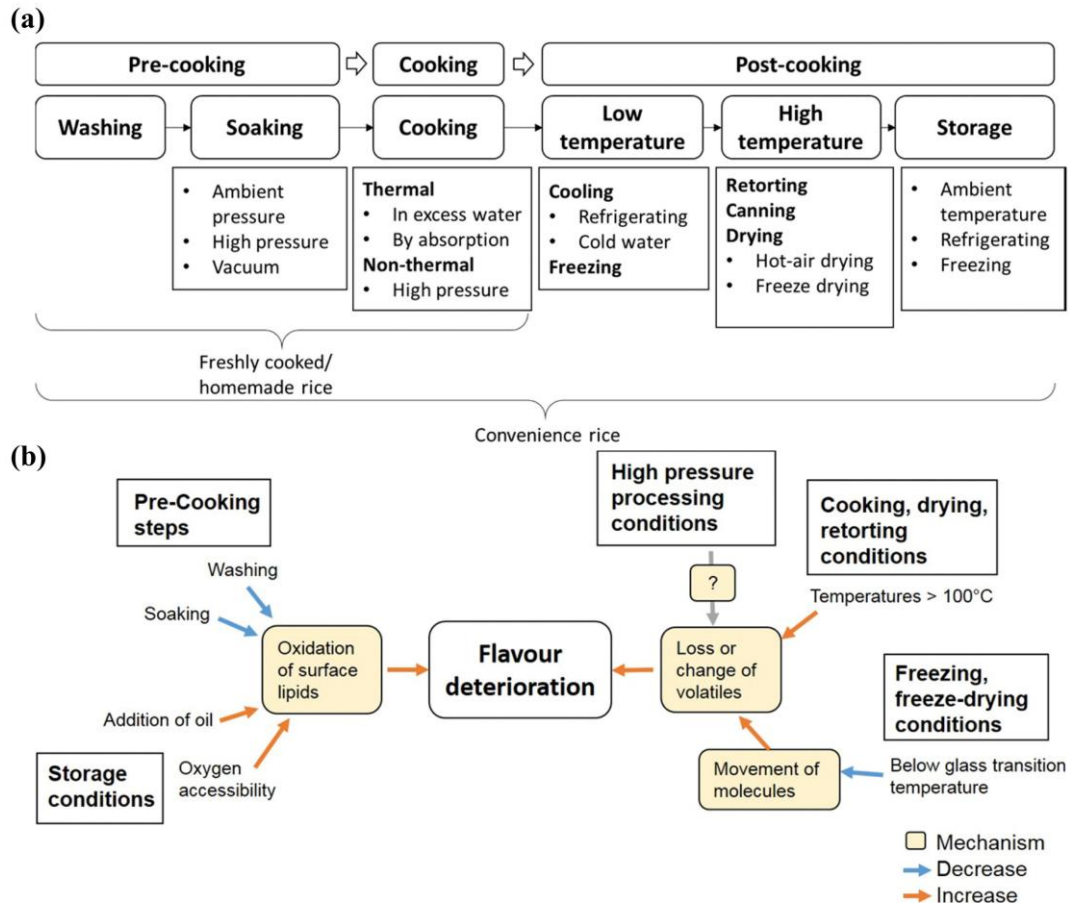 (a)
Pre-cooking
Cooking
Post-cooking
Washing
Soaking
Cooking
Low
temperature
High
temperature
Storage
• Ambient
pressure
• High pressure
• Vacuum
Thermal
• In excess water
• By absorption
Non-thermal
• High pressure
Cooling
• Refrigerating
• Cold water
Freezing
Retorting
Canning
Drying
• Hot-air drying
• Freeze drying
• Ambient
temperature
• Refrigerating
• Freezing
Freshly cooked/
homemade rice
Convenience rice
(b)
Pre-Cooking
steps
Washing
Soaking
Oxidation
of surface
lipids
Addition of oil
Storage
conditions
Oxygen
accessibility
Flavour
deterioration
High pressure
processing
conditions
?
Loss or
change of
volatiles
Cooking, drying,
retorting
conditions
Temperatures > 100°C
Freezing,
freeze-drying
conditions
Movement of
molecules
Below glass transition
temperature
Mechanism
Decrease
Increase